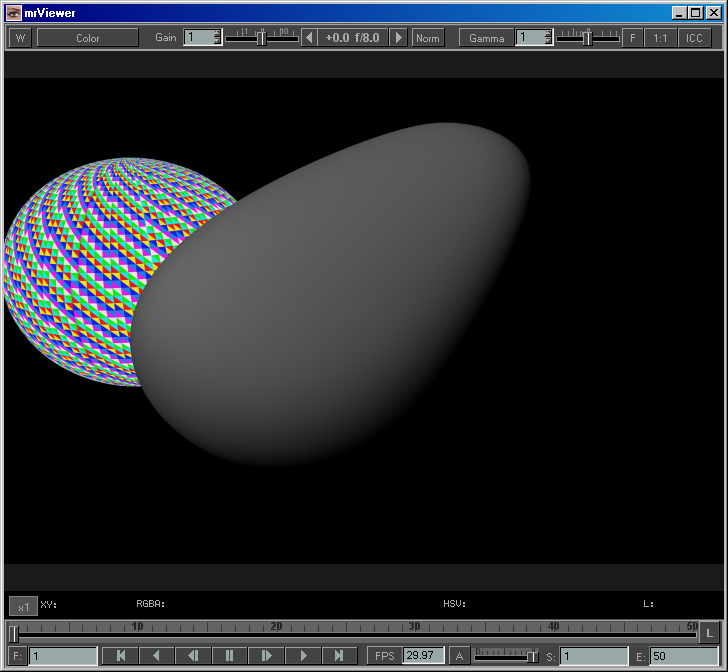 mrViewer
W Color Gain 1 1 8 10 +0.0 f/8.0 Norm Gamma 1 F 1:1 ICC
x1 XY: RGBA: HSV: L:
10 20 30 40 50 L
F: 1 FPS 29.97 A S: 1 E: 50